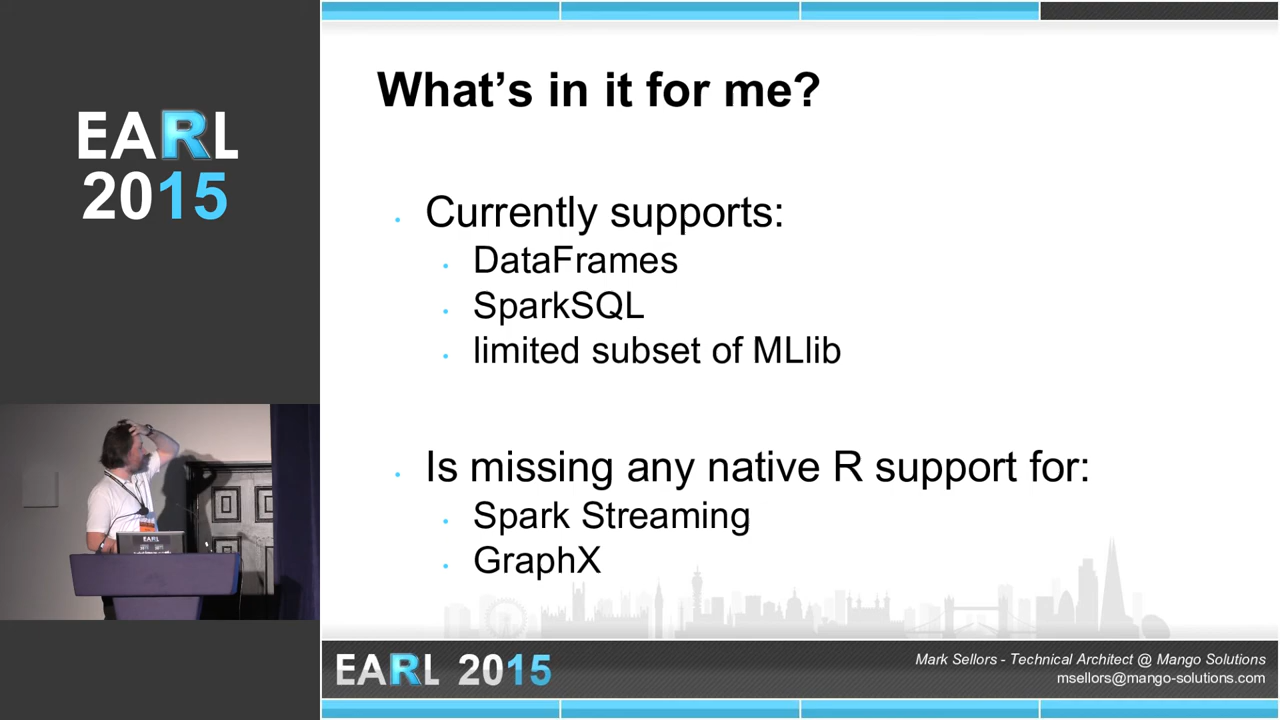 EARL
2015
What's in it for me?
Currently supports:
DataFrames
SparkSQL
limited subset of MLlib
Is missing any native R support for:
Spark Streaming
GraphX
EARL
EARL 2015
Mark Sellors - Technical Architect @ Mango Solutions
msellors@mango-solutions.com